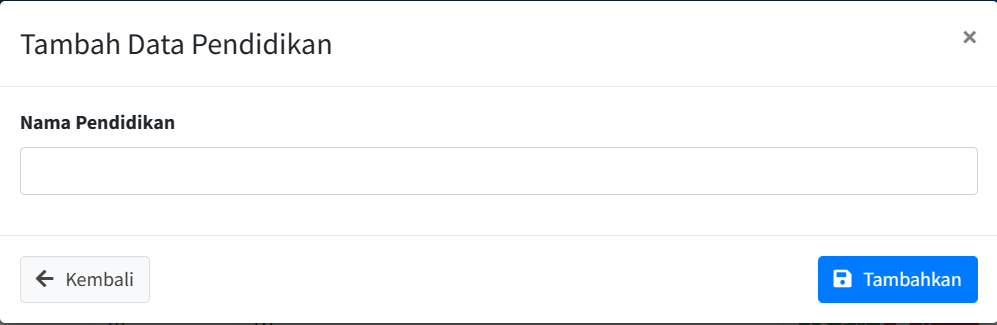 Tambah Data Pendidikan
×
Nama Pendidikan
Kembali
Tambahkan